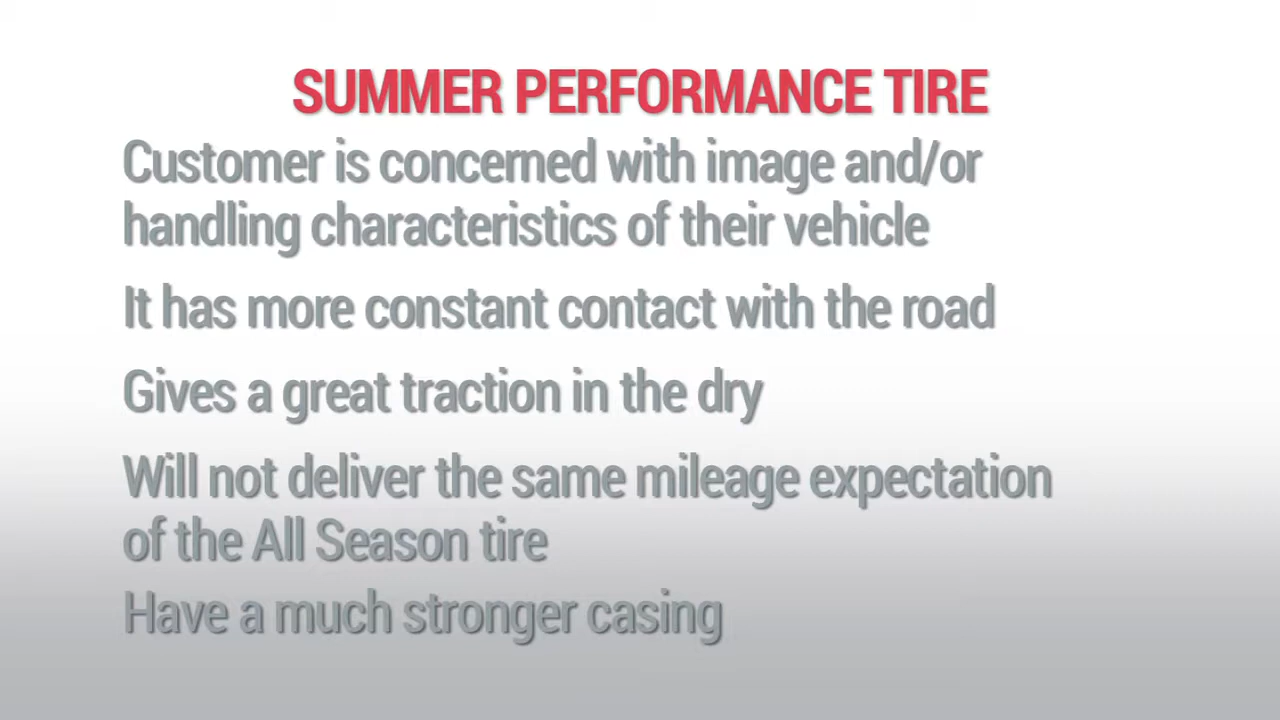 SUMMER PERFORMANCE TIRE
Customer is concerned with image and/or
handling characteristics of their vehicle
It has more constant contact with the road
Gives a great traction in the dry
Will not deliver the same mileage expectation
of the All Season tire
Have a much stronger casing